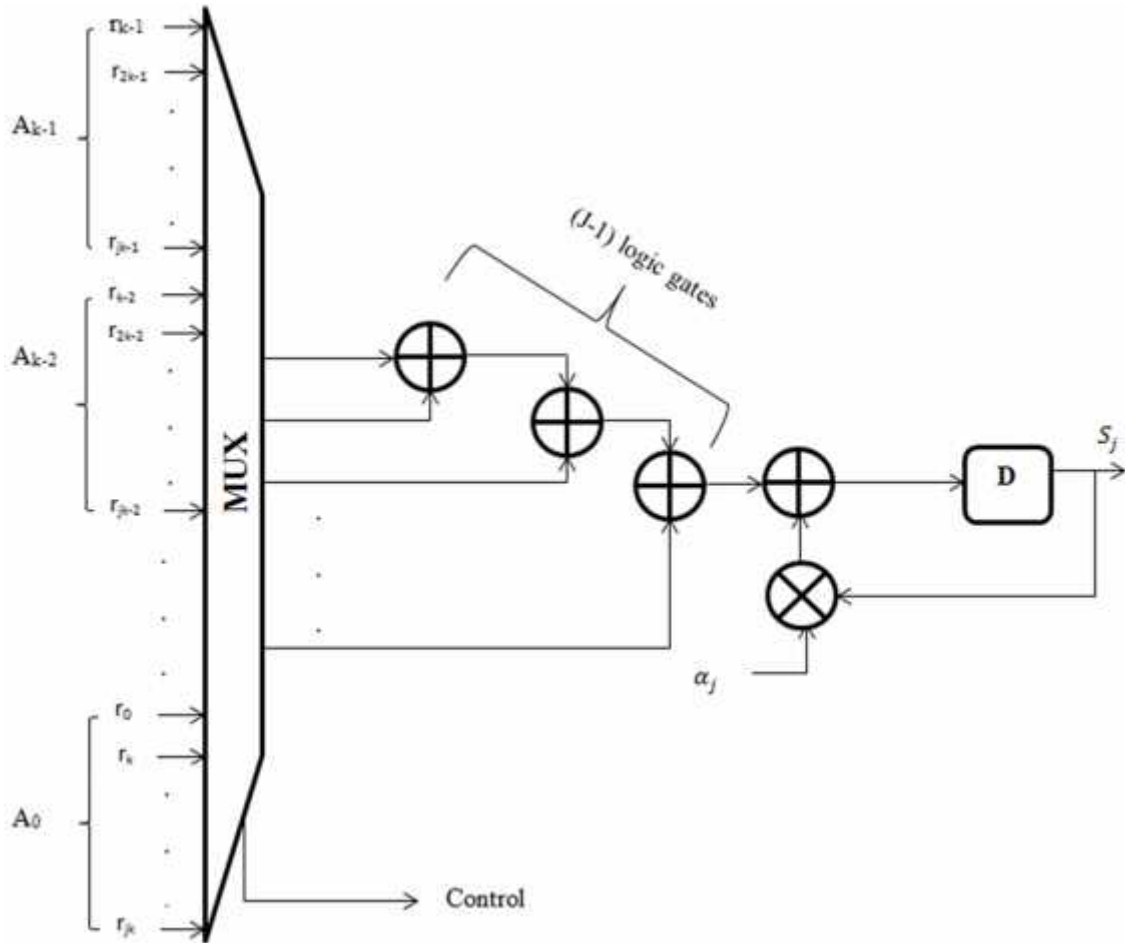 rk-1
r2k-1
Ak-1
rjk-1
rk-2
r2k-2
Ak-2
rjk-2
r0
rk
A0
rjk
MUX
(J-1) logic gates
D
Sj
αj
Control